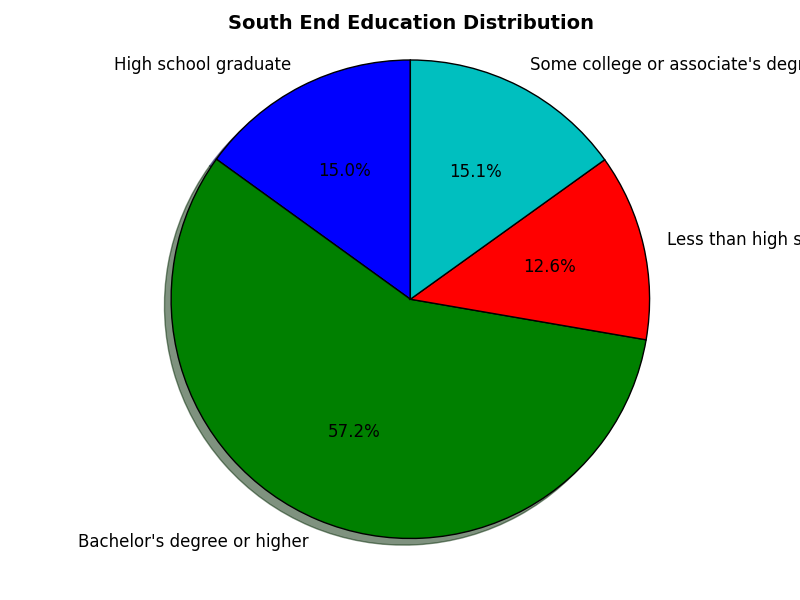 South End Education Distribution
High school graduate
Some college or associate's degr
15.0%
15.1%
Less than high s
12.6%
57.2%
Bachelor's degree or higher